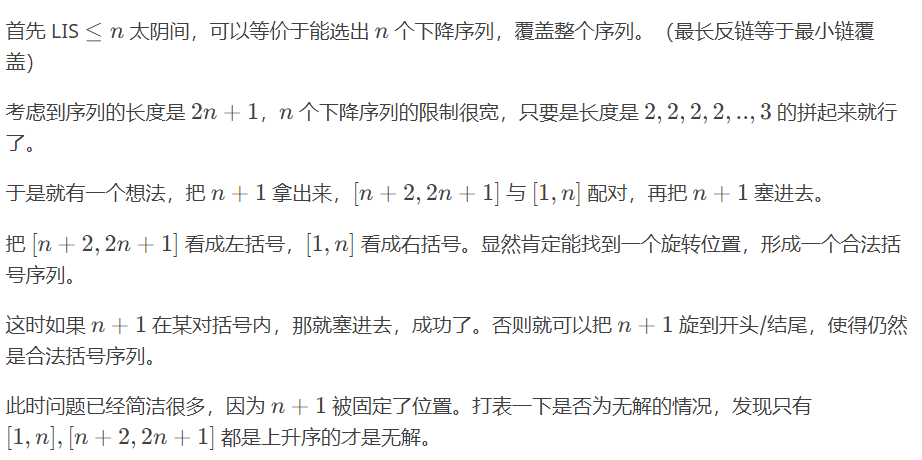 首先 LIS ≤ n 太阴间，可以等价于能选出 n 个下降序列，覆盖整个序列。（最长反链等于最小链覆
盖）
考虑到序列的长度是 2n + 1，n 个下降序列的限制很宽，只要是长度是 2, 2, 2, 2, .., 3 的拼起来就行
了。
于是就有一个想法，把 n + 1 拿出来，[n + 2, 2n + 1] 与 [1, n] 配对，再把 n + 1 塞进去。
把 [n + 2, 2n + 1] 看成左括号，[1, n] 看成右括号。显然肯定能找到一个旋转位置，形成一个合法括
号序列。
这时如果 n + 1 在某对括号内，那就塞进去，成功了。否则就可以把 n + 1 旋到开头/结尾，使得仍然
是合法括号序列。
此时问题已经简洁很多，因为 n + 1 被固定了位置。打表一下是否为无解的情况，发现只有
[1, n], [n + 2, 2n + 1] 都是上升序的才是无解。